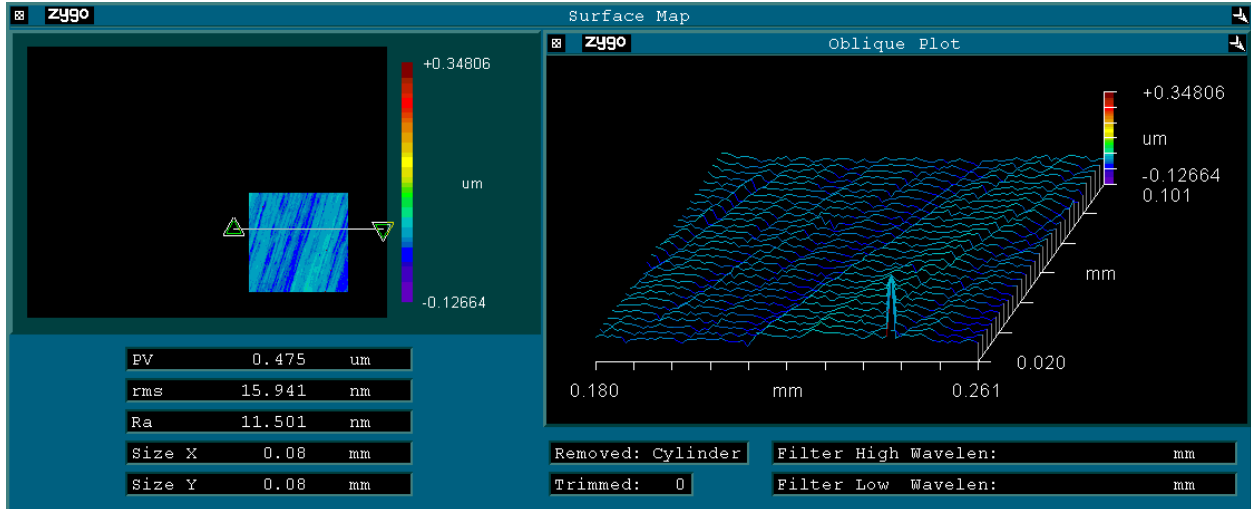 zygo Surface Map
+0.34806
um
-0.12664
zygo Oblique Plot
+0.34806
um
-0.12664
0.101
mm
0.020
0.180 mm 0.261
PV 0.475 um
rms 15.941 nm
Ra 11.501 nm
Size X 0.08 mm
Size Y 0.08 mm
Removed: Cylinder
Trimmed: 0
Filter High Wavelen: mm
Filter Low Wavelen: mm